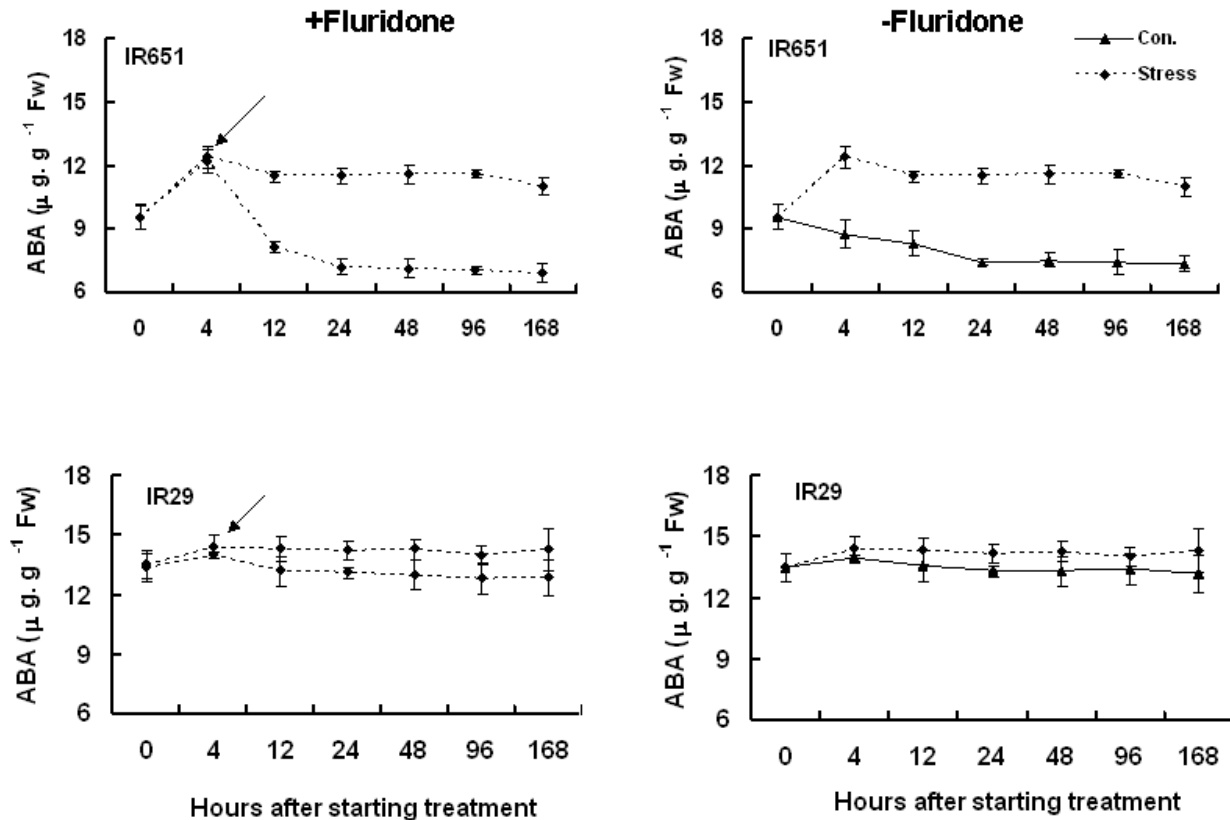 +Fluridone
-Fluridone
18
15
12
9
6
IR651
ABA (μ g. g -1 Fw)
0 4 12 24 48 96 168
18
15
12
9
6
IR651
Con.
Stress
ABA (μ g. g -1 Fw)
0 4 12 24 48 96 168
18
15
12
9
6
IR29
ABA (μ g. g -1 Fw)
0 4 12 24 48 96 168
Hours after starting treatment
18
15
12
9
6
IR29
ABA (μ g. g -1 Fw)
0 4 12 24 48 96 168
Hours after starting treatment